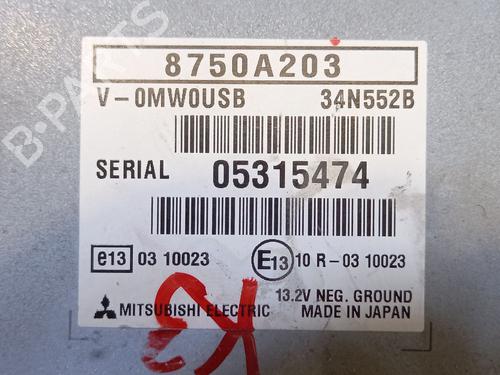 8750A203
V-0MW0USB 34N552B
SERIAL 05315474
e13 03 10023 E13 10 R-03 10023
13.2V NEG. GROUND
MITSUBISHI ELECTRIC MADE IN JAPAN
K3
B-PARTS